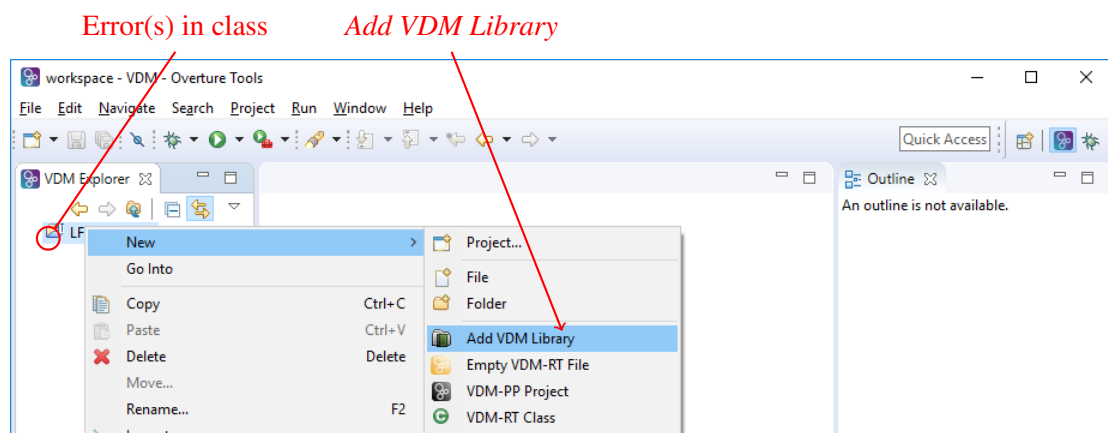 Error(s) in class Add VDM Library
workspace - VDM - Overture Tools
File Edit Navigate Search Project Run Window Help
Quick Access
VDM Explorer
Outline
An outline is not available.
LF
New
Project...
Go Into
File
Copy Ctrl+C
Folder
Paste Ctrl+V
Add VDM Library
Delete Delete
Empty VDM-RT File
Move...
VDM-PP Project
Rename... F2
VDM-RT Class